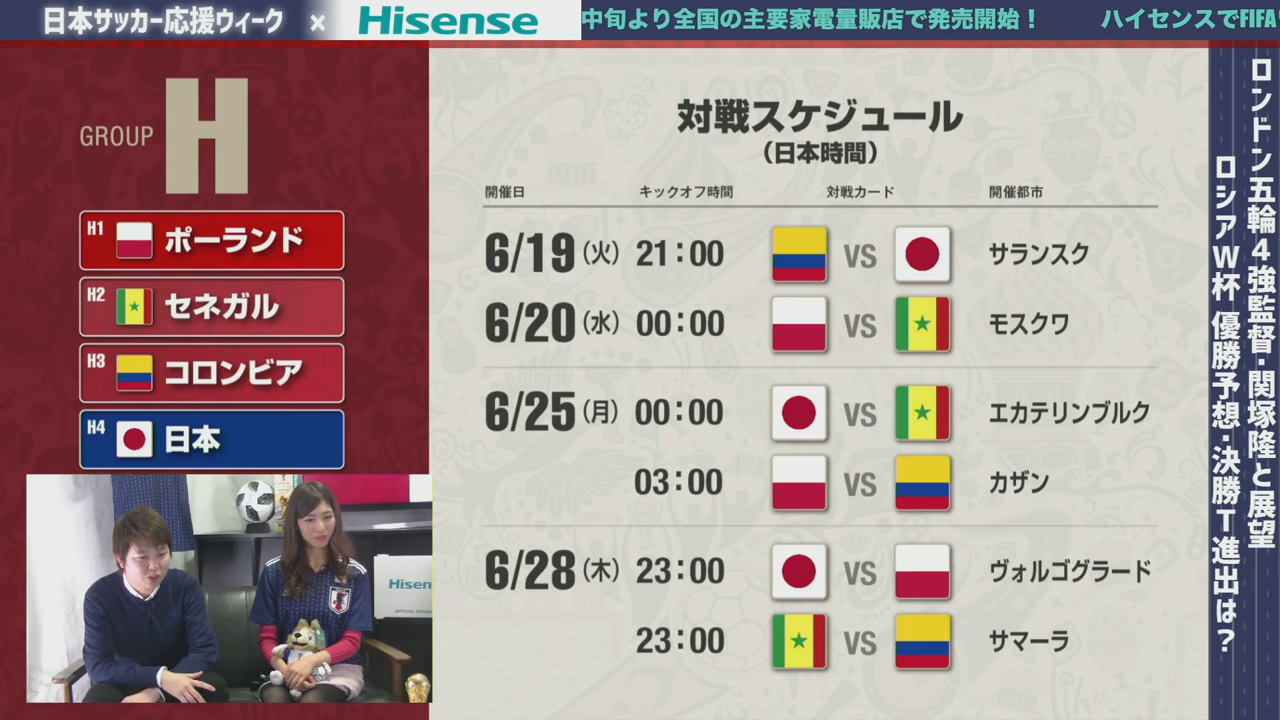 日本サッカー応援ウィーク × Hisense 中旬より全国の主要家電量販店で発売開始！ ハイセンスでFIFA
ロンドン五輪4強監督・関塚隆と展望
ロシアW杯 優勝予想・決勝T進出は？
GROUP H
H1 ポーランド
H2 セネガル
H3 コロンビア
H4 日本
対戦スケジュール
（日本時間）
開催日 キックオフ時間 対戦カード 開催都市
6/19（火） 21:00 VS サランスク
6/20（水） 00:00 VS モスクワ
6/25（月） 00:00 VS エカテリンブルク
03:00 VS カザン
6/28（木） 23:00 VS ヴォルゴグラード
23:00 VS サマーラ
Hisen